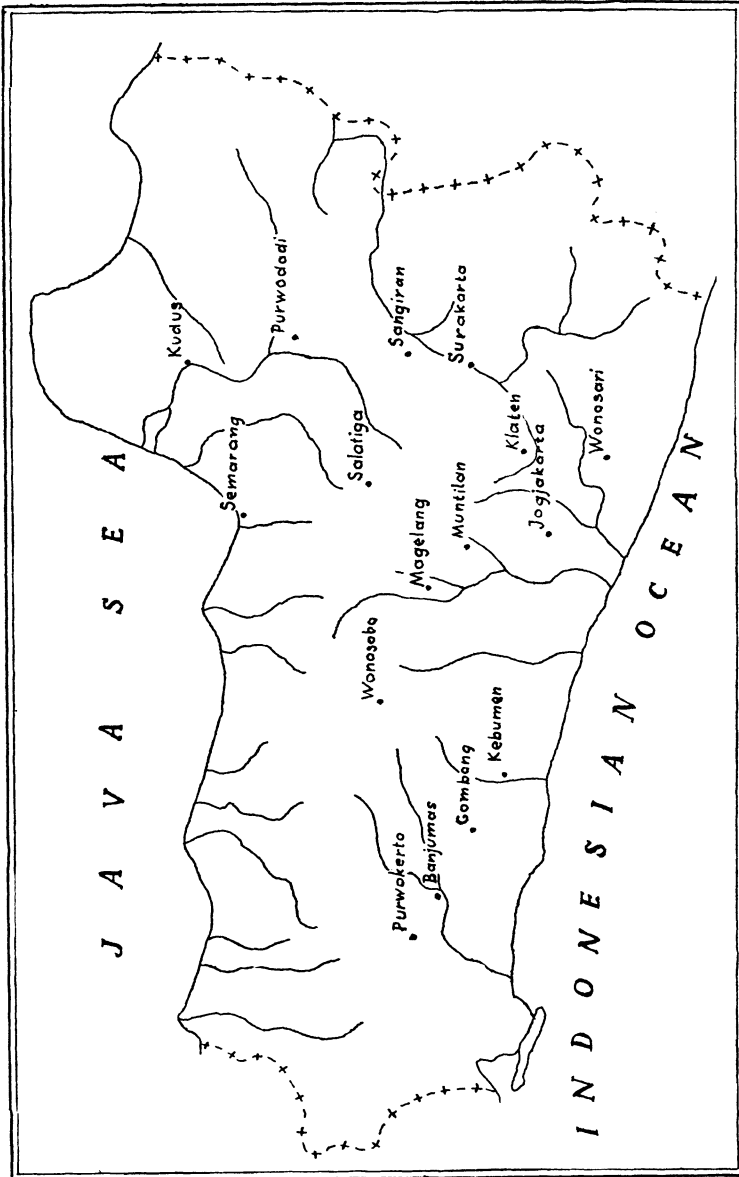 JAVA SEA
Kudus
Purwodadi
Semarang
Salatiga
Sangiran
Surakarta
Magelang
Muntilan
Klaten
Jogjakarta
Wonosari
Wonosobo
Purwokerto
Banjumas
Gombang
Kebumen
INDONESIAN OCEAN